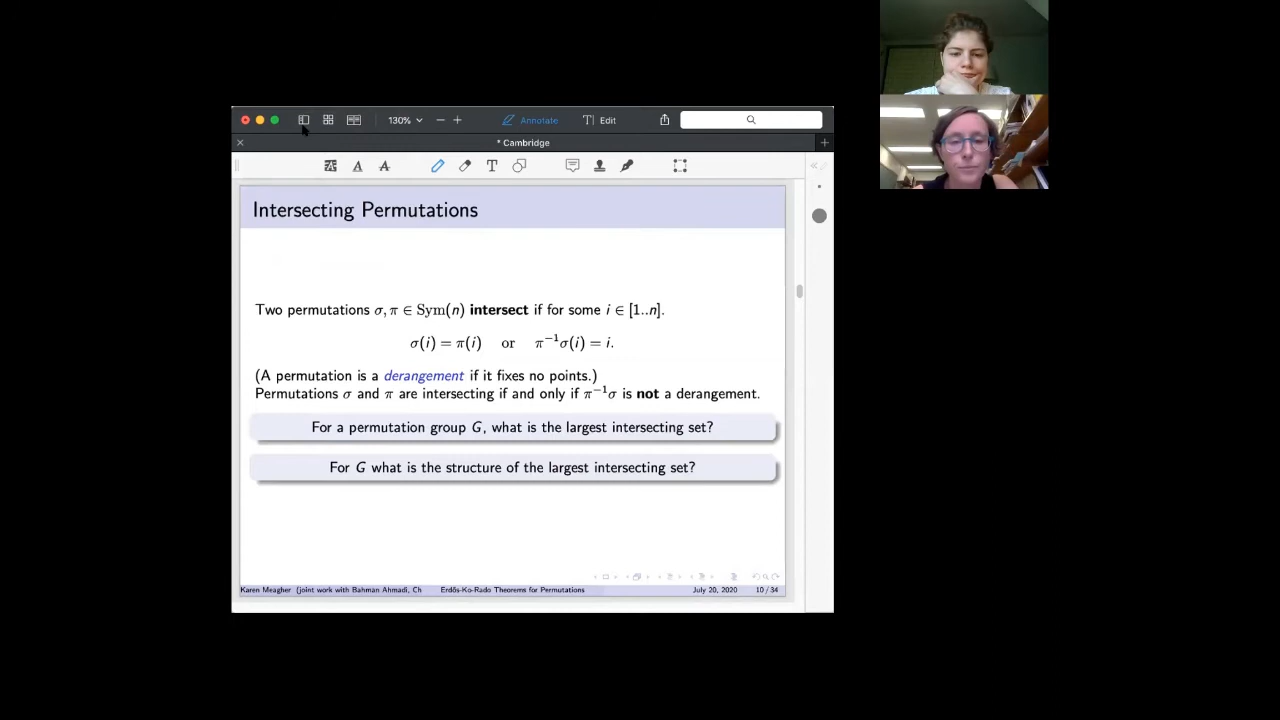 130%
Annotate
Edit
* Cambridge
Intersecting Permutations
Two permutations σ, π ∈ Sym(n) intersect if for some i ∈ [1..n].
σ(i) = π(i) or π⁻¹σ(i) = i.
(A permutation is a derangement if it fixes no points.)
Permutations σ and π are intersecting if and only if π⁻¹σ is not a derangement.
For a permutation group G, what is the largest intersecting set?
For G what is the structure of the largest intersecting set?
Karen Meagher (joint work with Bahman Ahmadi, Ch Erdős-Ko-Rado Theorems for Permutations July 20, 2020 10 / 34